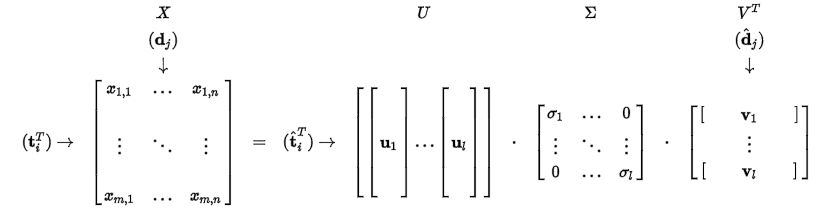 X U Σ V^T
(d_j) (d̂_j)
↓ ↓
(t_i^T) → [ x_{1,1} … x_{1,n} ; ⋮ ⋱ ⋮ ; x_{m,1} … x_{m,n} ] = (t̂_i^T) → [ [ u_1 ] … [ u_l ] ] · [ σ_1 … 0 ; ⋮ ⋱ ⋮ ; 0 … σ_l ] · [ [ v_1 ] ; ⋮ ; [ v_l ] ]